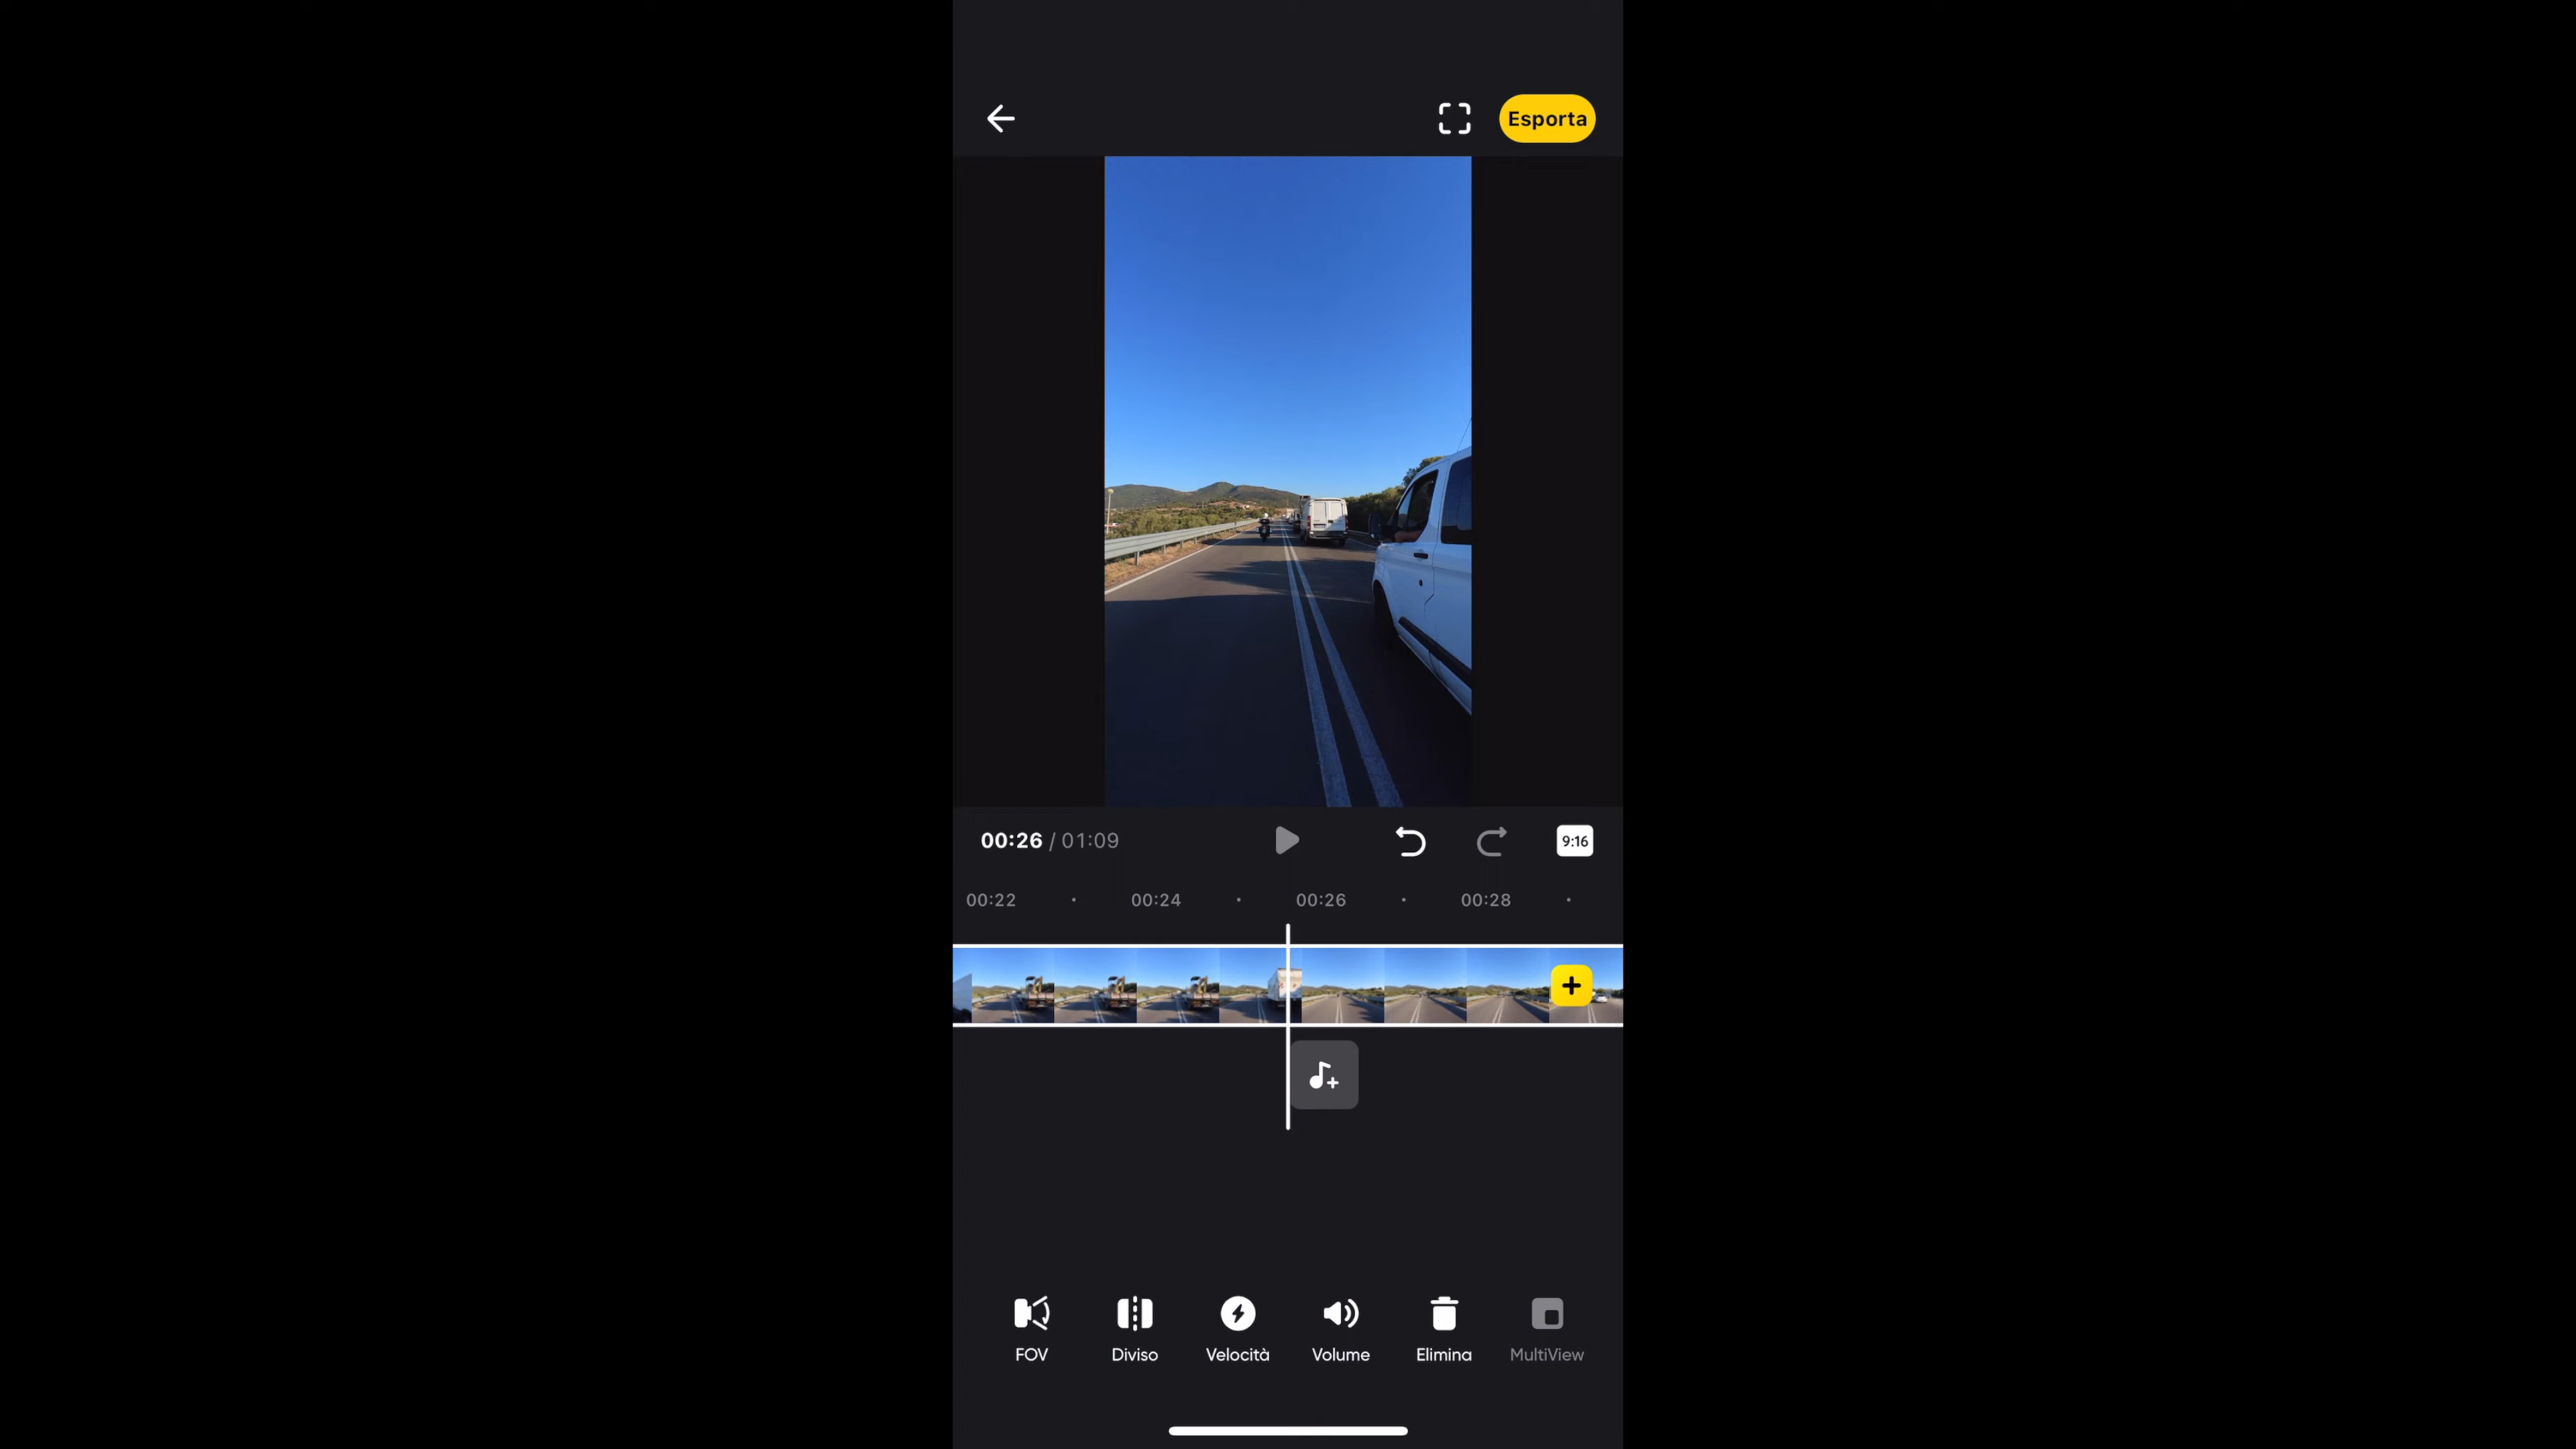 Esporta
00:26 / 01:09
9:16
00:22 · 00:24 · 00:26 · 00:28 ·
FOV Diviso Velocità Volume Elimina MultiView